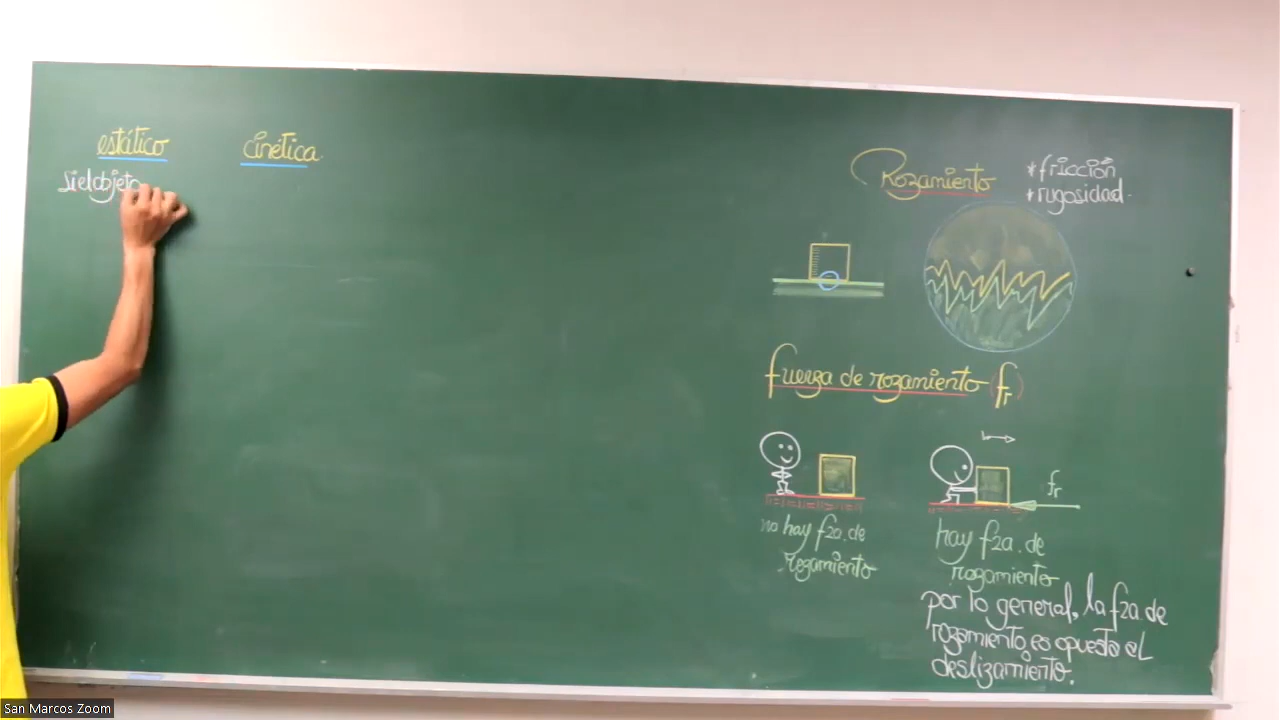 estático
cinética
si el objeto
Rozamiento
* fricción
* rugosidad
fuerza de rozamiento (fr)
fr
no hay fza. de
rozamiento
hay fza. de
rozamiento
por lo general, la fza. de
rozamiento, es opuesta al
deslizamiento.
San Marcos Zoom